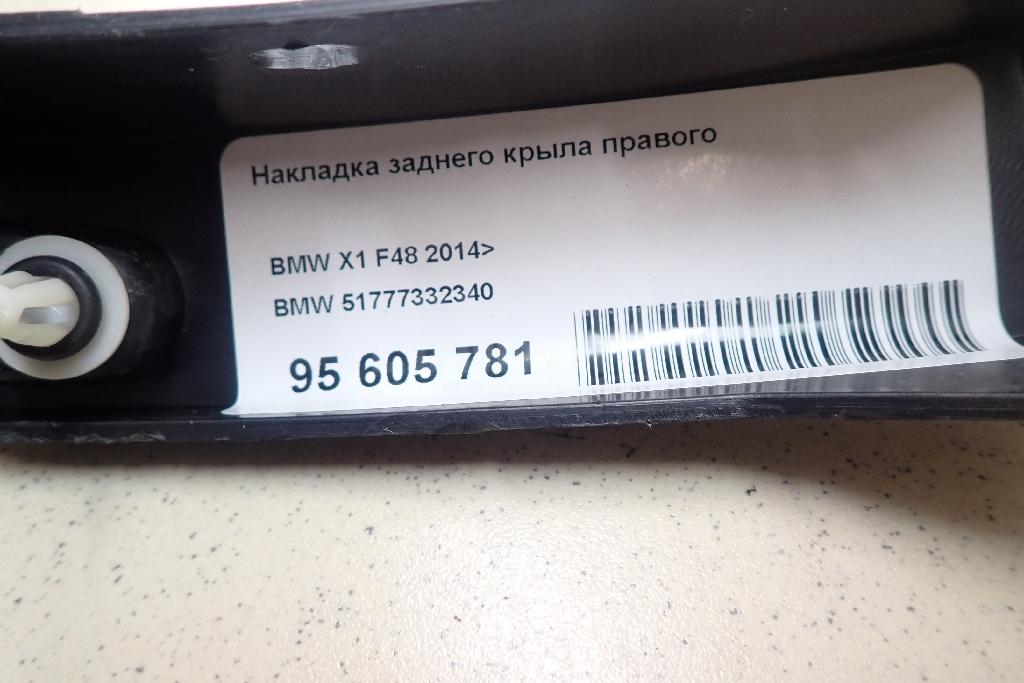 Накладка заднего крыла правого
BMW X1 F48 2014>
BMW 51777332340
95 605 781